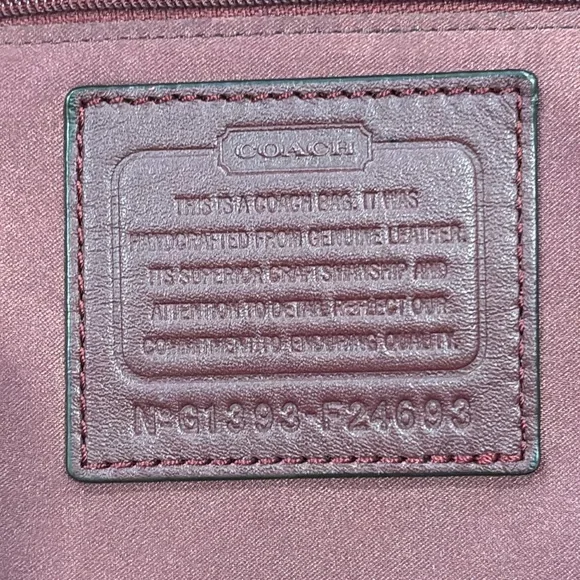 COACH
THIS IS A COACH BAG. IT WAS
HANDCRAFTED FROM GENUINE LEATHER.
ITS SUPERIOR CRAFTSMANSHIP AND
ATTENTION TO DETAIL REFLECT OUR
COMMITMENT TO ENDURING QUALITY.
Nº G1393-F24693